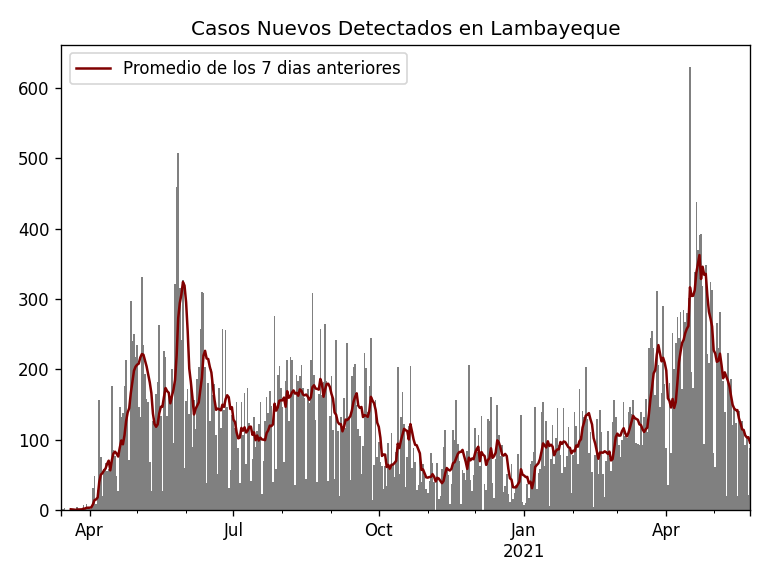 Casos Nuevos Detectados en Lambayeque
Promedio de los 7 dias anteriores
600
500
400
300
200
100
0
Apr Jul Oct Jan Apr
2021